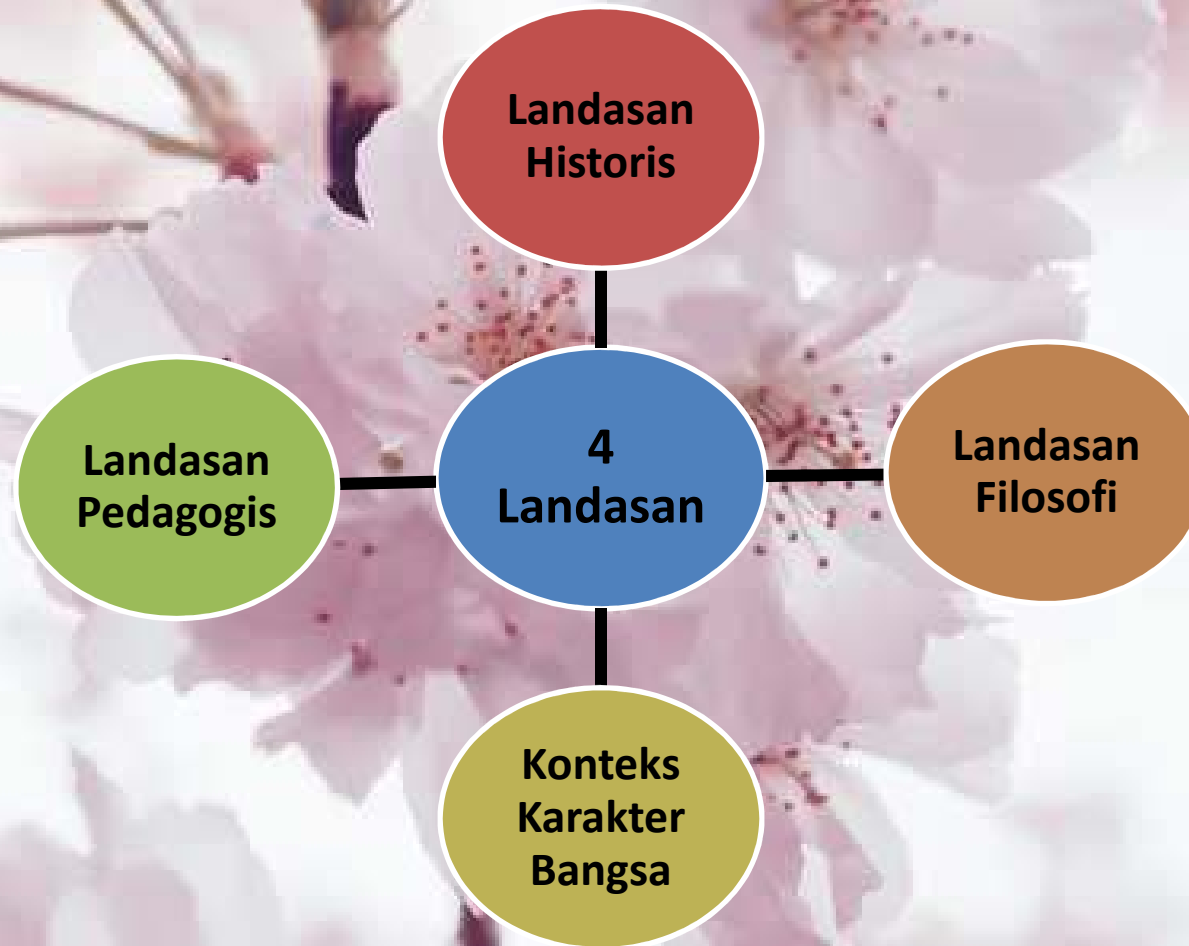 Landasan
Historis
Landasan
Pedagogis
4
Landasan
Landasan
Filosofi
Konteks
Karakter
Bangsa